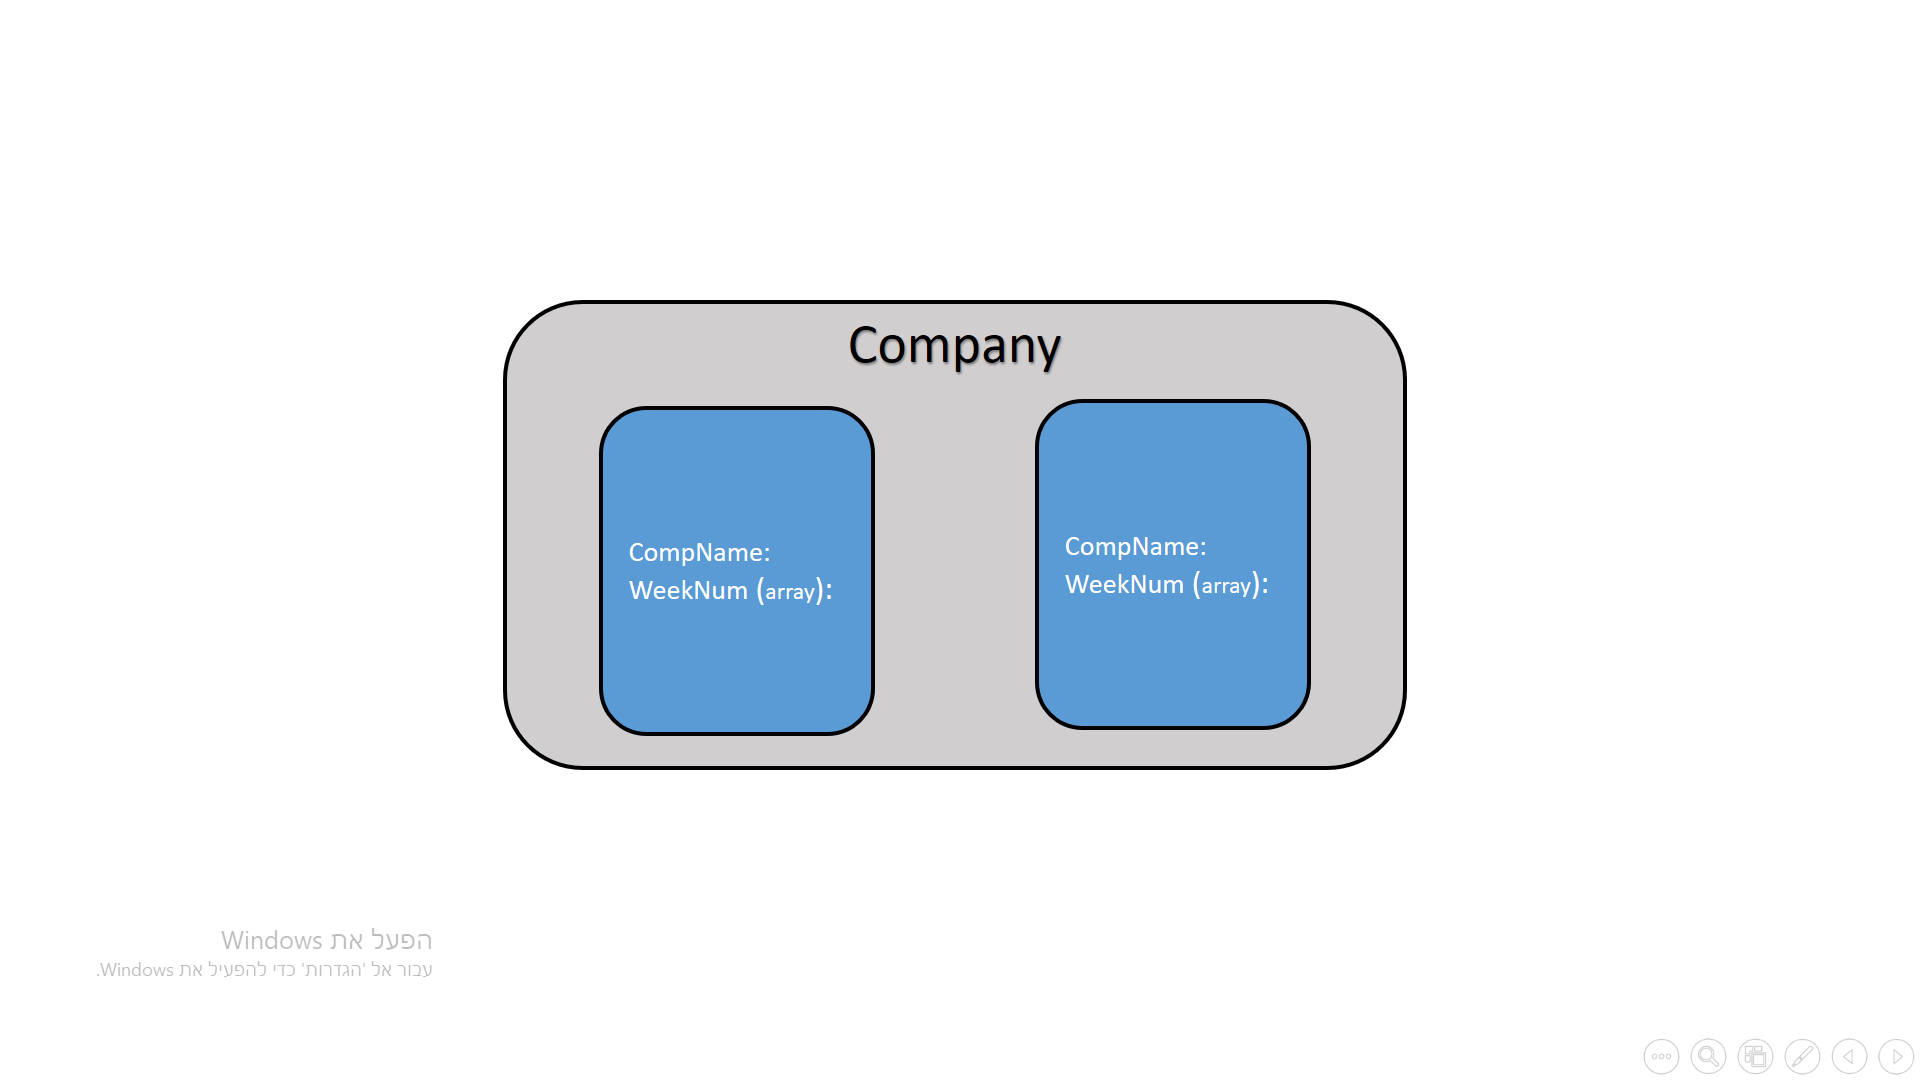 Company
CompName:
WeekNum (array):
CompName:
WeekNum (array):
הפעל את Windows
עבור אל 'הגדרות' כדי להפעיל את Windows.